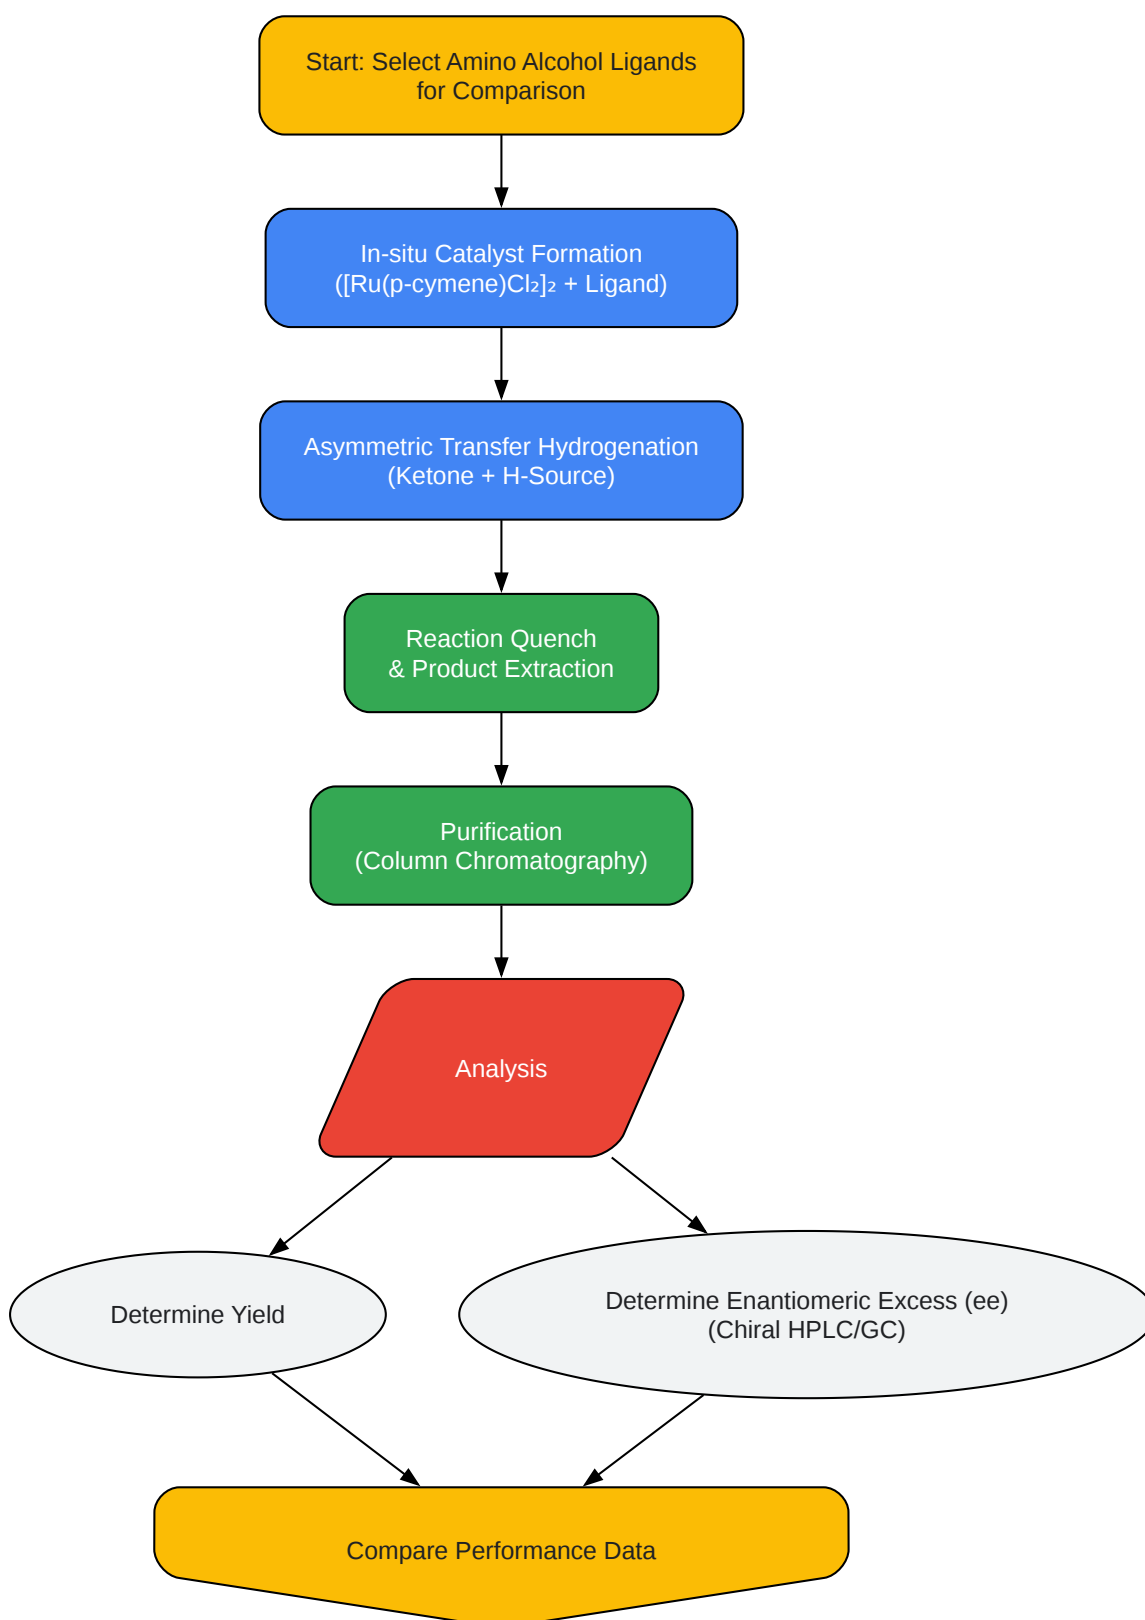 Start: Select Amino Alcohol Ligands
for Comparison
In-situ Catalyst Formation
([Ru(p-cymene)Cl₂]₂ + Ligand)
Asymmetric Transfer Hydrogenation
(Ketone + H-Source)
Reaction Quench
& Product Extraction
Purification
(Column Chromatography)
Analysis
Determine Yield
Determine Enantiomeric Excess (ee)
(Chiral HPLC/GC)
Compare Performance Data